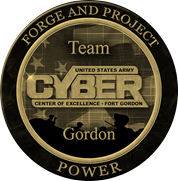 FORGE AND PROJECT
Team
UNITED STATES ARMY
CYBER
CENTER OF EXCELLENCE • FORT GORDON
Gordon
POWER